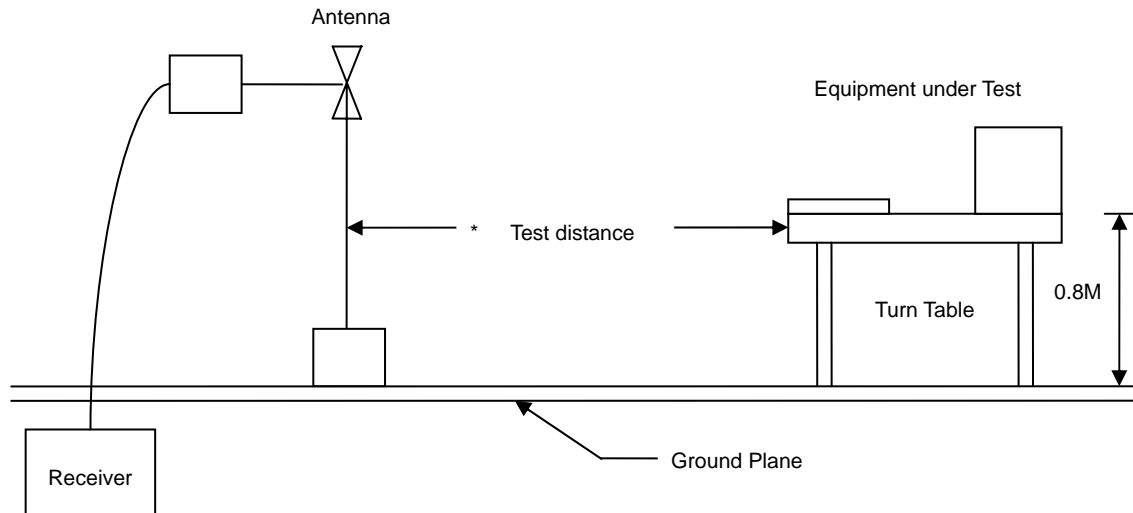 Antenna
Equipment under Test
* Test distance
0.8M
Turn Table
Ground Plane
Receiver